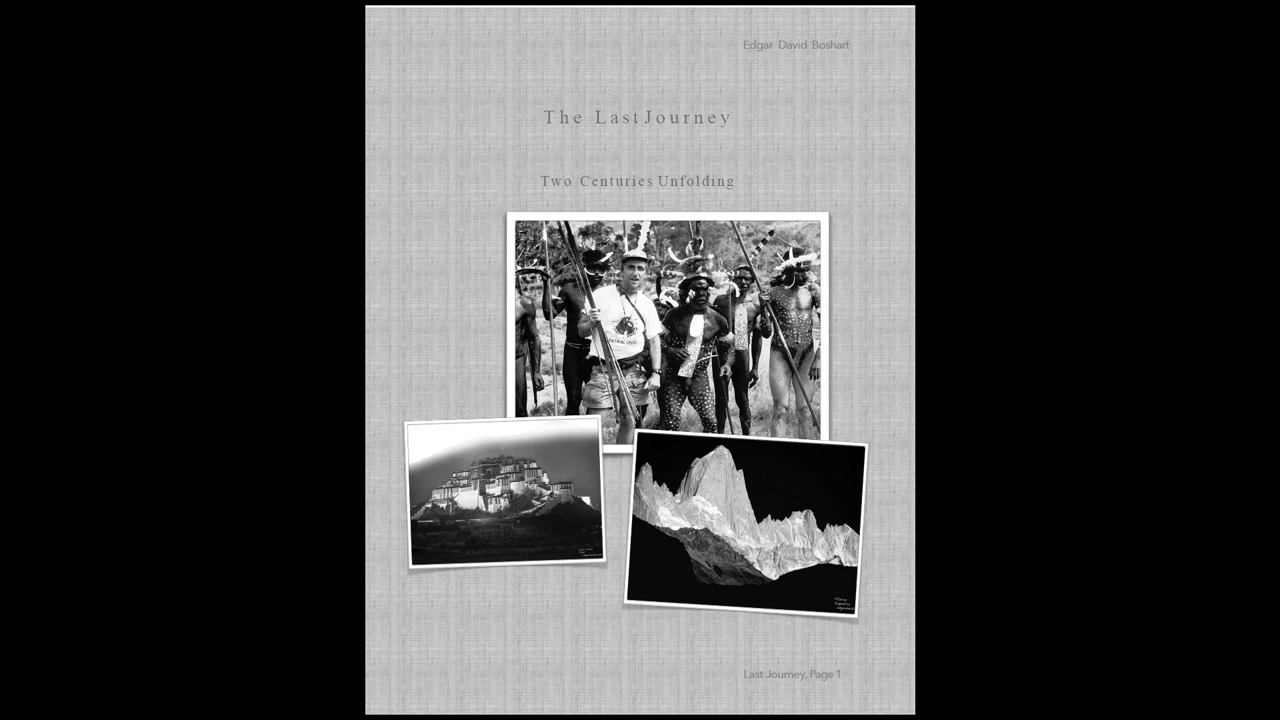 Edgar David Boshart
The Last Journey
Two Centuries Unfolding
Last Journey, Page 1